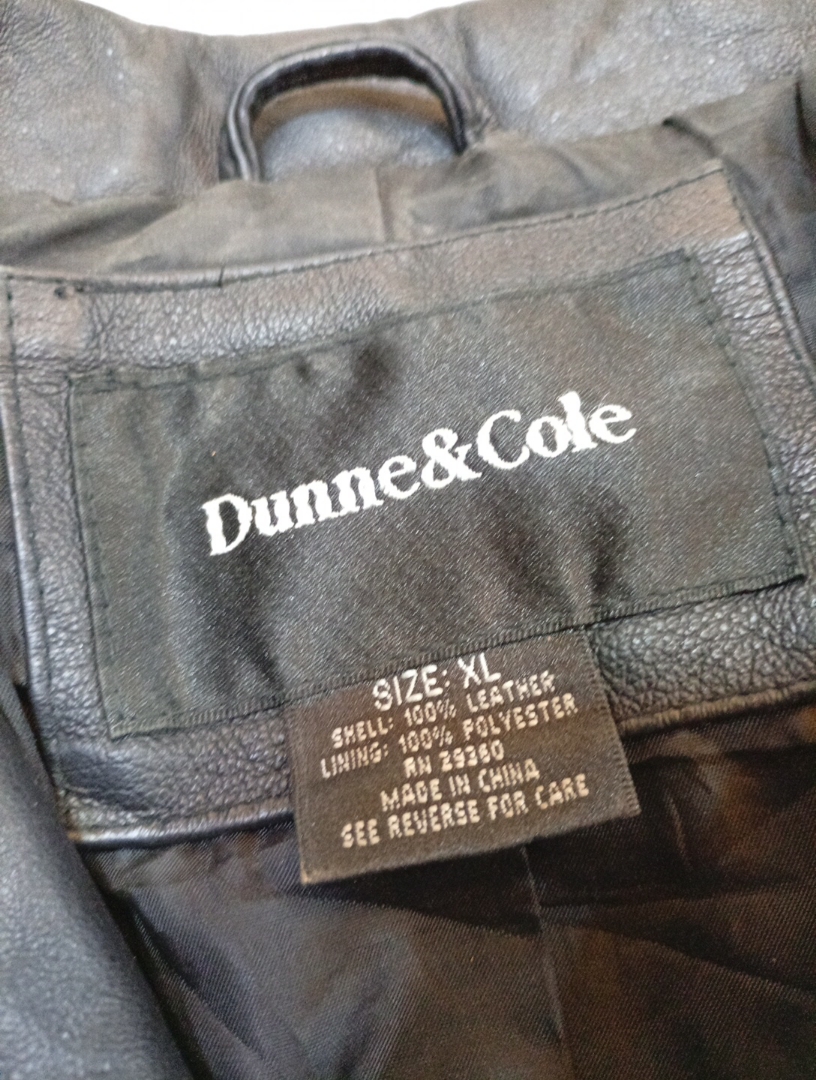 Dunne&Cole
SIZE: XL
SHELL: 100% LEATHER
LINING: 100% POLYESTER
RN 29360
MADE IN CHINA
SEE REVERSE FOR CARE